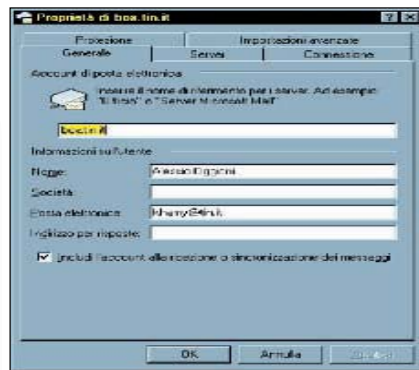 Proprietà di box.tin.it
Protezione Impostazioni avanzate
Generale Server Connessione
Account di posta elettronica
Inserire il nome di riferimento per i server. Ad esempio:
"Ufficio" o "Server Microsoft Mail"
box.tin.it
Informazioni sull'utente
Nome: Alessio
Società:
Posta elettronica:
Indirizzo per risposte:
Includi l'account alla ricezione o sincronizzazione dei messaggi
OK Annulla